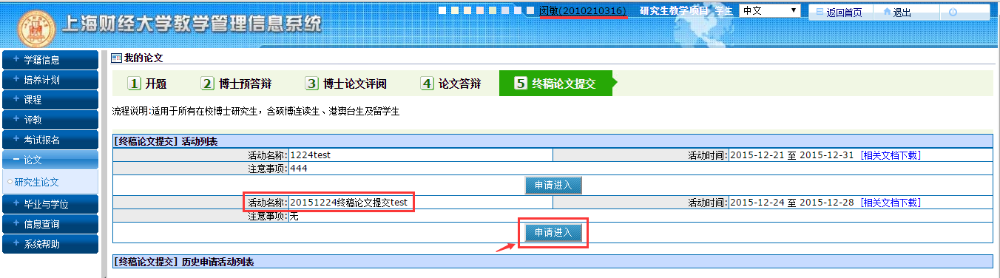 上海财经大学教学管理信息系统
闵敏(2010210316) 研究生教学项目 学生 中文 返回首页 退出
学籍信息
培养计划
课程
评教
考试报名
论文
研究生论文
毕业与学位
信息查询
系统帮助
我的论文
1 开题 2 博士预答辩 3 博士论文评阅 4 论文答辩 5 终稿论文提交
流程说明:适用于所有在校博士研究生，含硕博连读生、港澳台生及留学生
[终稿论文提交] 活动列表
活动名称: 1224test 活动时间: 2015-12-21 至 2015-12-31 [相关文档下载]
注意事项: 444
申请进入
活动名称: 20151224终稿论文提交test 活动时间: 2015-12-24 至 2015-12-28 [相关文档下载]
注意事项: 无
申请进入
[终稿论文提交] 历史申请活动列表